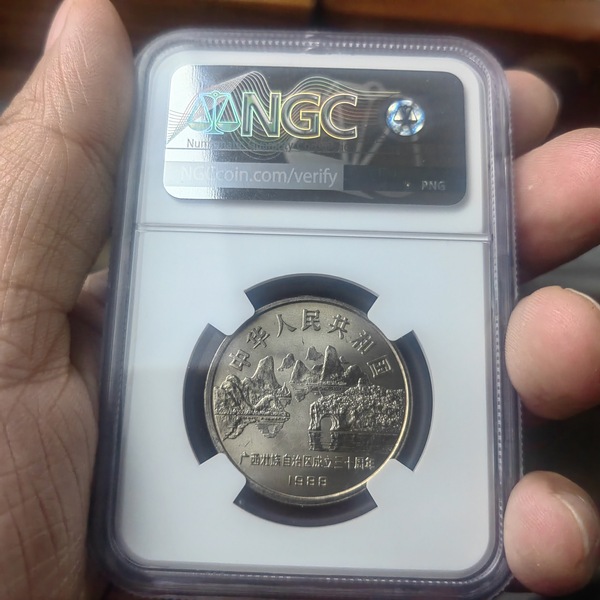 NGC
NGCcoin.com/verify
PNG
中华人民共和国
广西壮族自治区成立三十周年
1988